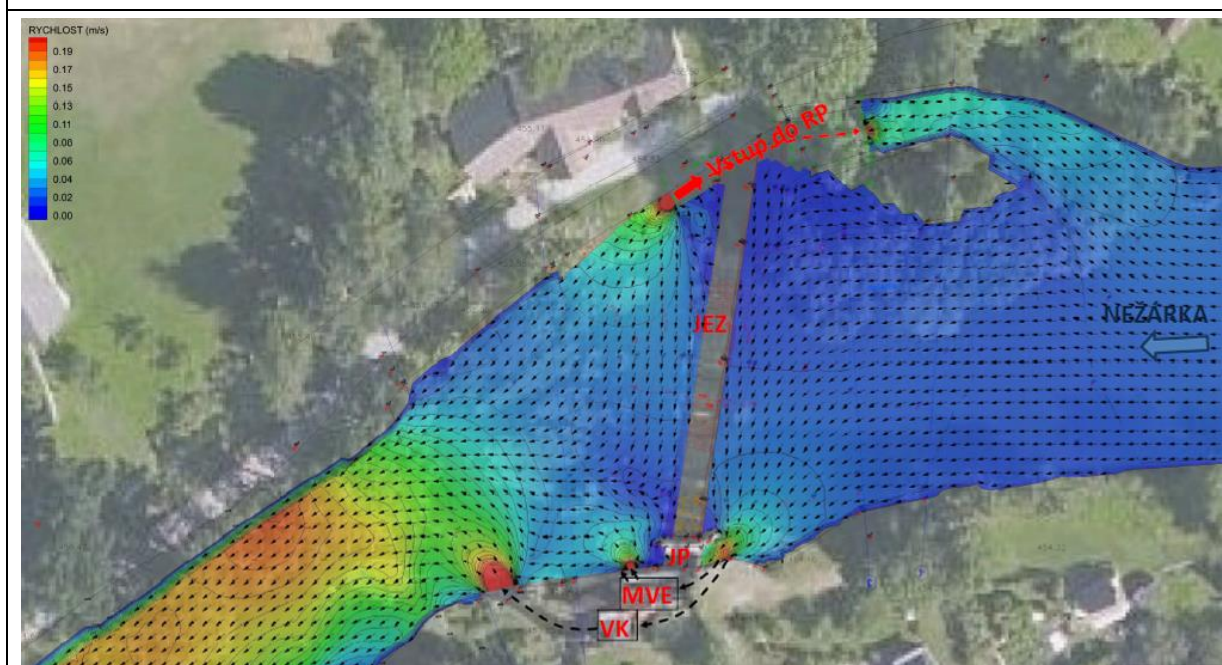 RYCHLOST (m/s)
0.19
0.17
0.15
0.13
0.11
0.08
0.06
0.04
0.02
0.00
Vstup do RP
JEZ
NEŽÁRKA
JP
MVE
VK